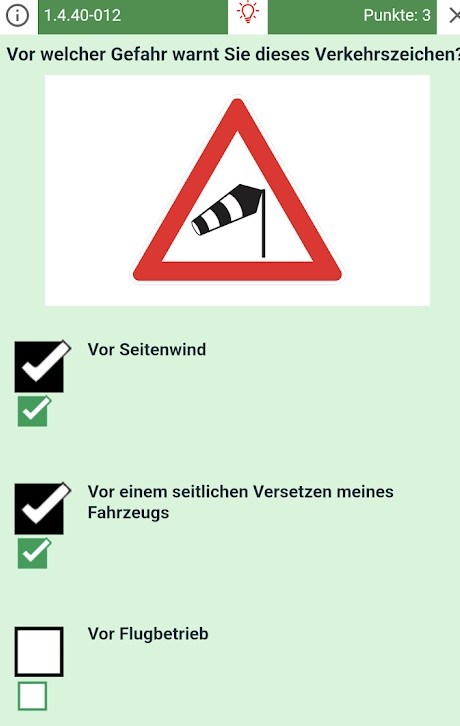 1.4.40-012
Punkte: 3
Vor welcher Gefahr warnt Sie dieses Verkehrszeichen?
Vor Seitenwind
Vor einem seitlichen Versetzen meines
Fahrzeugs
Vor Flugbetrieb